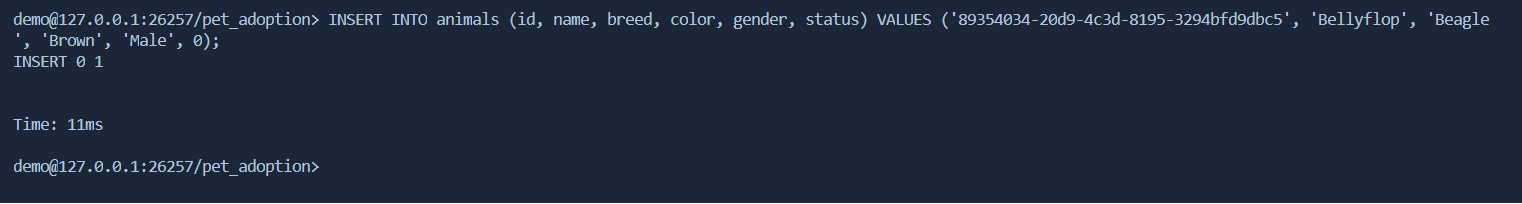 demo@127.0.0.1:26257/pet_adoption> INSERT INTO animals (id, name, breed, color, gender, status) VALUES ('89354034-20d9-4c3d-8195-3294bfd9dbc5', 'Bellyflop', 'Beagle
', 'Brown', 'Male', 0);
INSERT 0 1
Time: 11ms
demo@127.0.0.1:26257/pet_adoption>